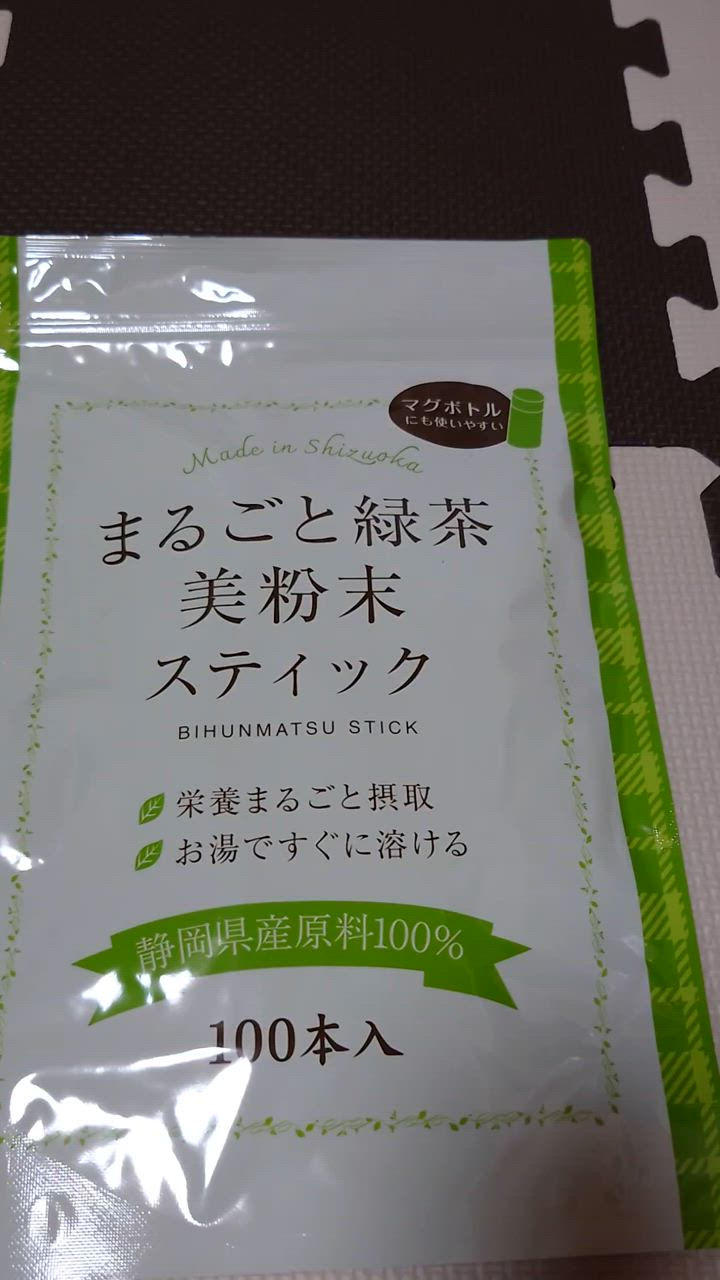 マグボトル
にも使いやすい
Made in Shizuoka
まるごと緑茶
美粉末
スティック
BIHUNMATSU STICK
栄養まるごと摂取
お湯ですぐに溶ける
静岡県産原料100%
100本入